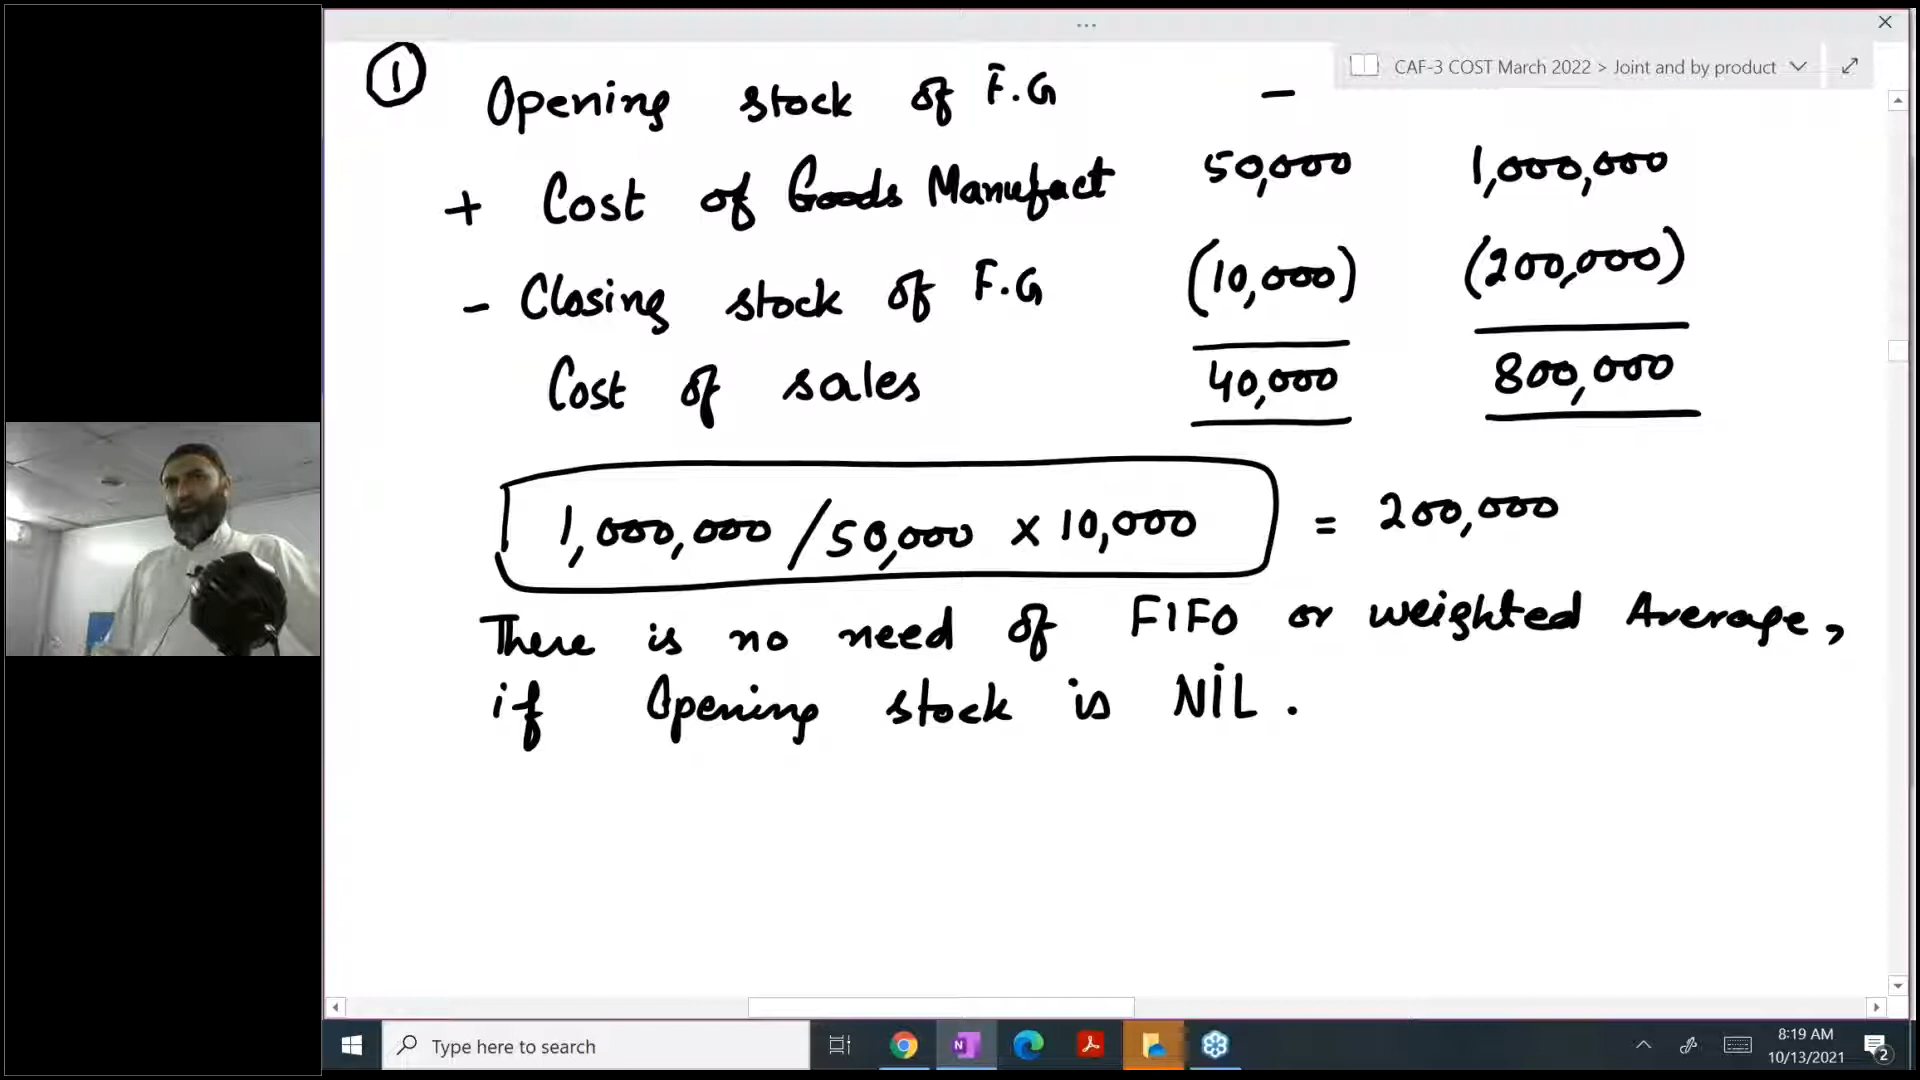 CAF-3 COST March 2022 > Joint and by product
①
Opening stock of F.G –
+ Cost of Goods Manufact 50,000 1,000,000
- Closing stock of F.G (10,000) (200,000)
Cost of sales 40,000 800,000
1,000,000 / 50,000 x 10,000 = 200,000
There is no need of FIFO or weighted Average,
if Opening stock is NIL .
Type here to search
8:19 AM
10/13/2021
2